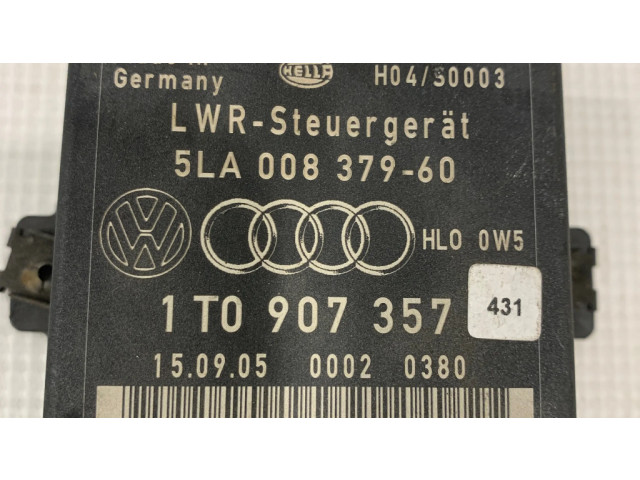 Germany HELLA H04/S0003
LWR-Steuergerät
5LA 008 379-60
HLO 0W5
1T0 907 357
431
15.09.05 0002 0380